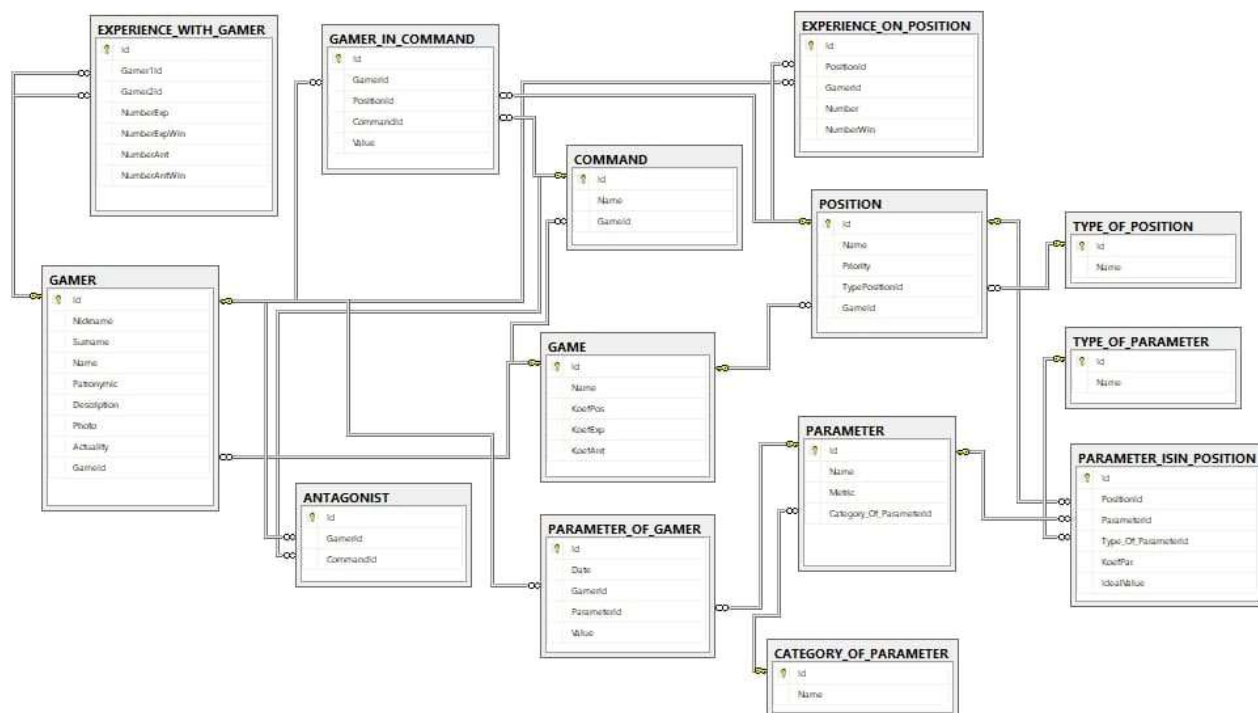 EXPERIENCE_WITH_GAMER
Id
Gamer1Id
Gamer2Id
NumberExp
NumberExpWin
NumberAnt
NumberAntWin
GAMER_IN_COMMAND
Id
GamerId
PositionId
CommandId
Value
EXPERIENCE_ON_POSITION
Id
PositionId
GamerId
Number
NumberWin
COMMAND
Id
Name
GameId
POSITION
Id
Name
Priority
TypePositionId
GameId
TYPE_OF_POSITION
Id
Name
GAMER
Id
Nickname
Surname
Name
Patronymic
Description
Photo
Actuality
GameId
GAME
Id
Name
KoefPos
KoefExp
KoefAnt
TYPE_OF_PARAMETER
Id
Name
PARAMETER
Id
Name
Metric
Category_Of_ParameterId
PARAMETER_ISIN_POSITION
Id
PositionId
ParameterId
Type_Of_ParameterId
KoefPar
IdealValue
ANTAGONIST
Id
GamerId
CommandId
PARAMETER_OF_GAMER
Id
Date
GamerId
ParameterId
Value
CATEGORY_OF_PARAMETER
Id
Name